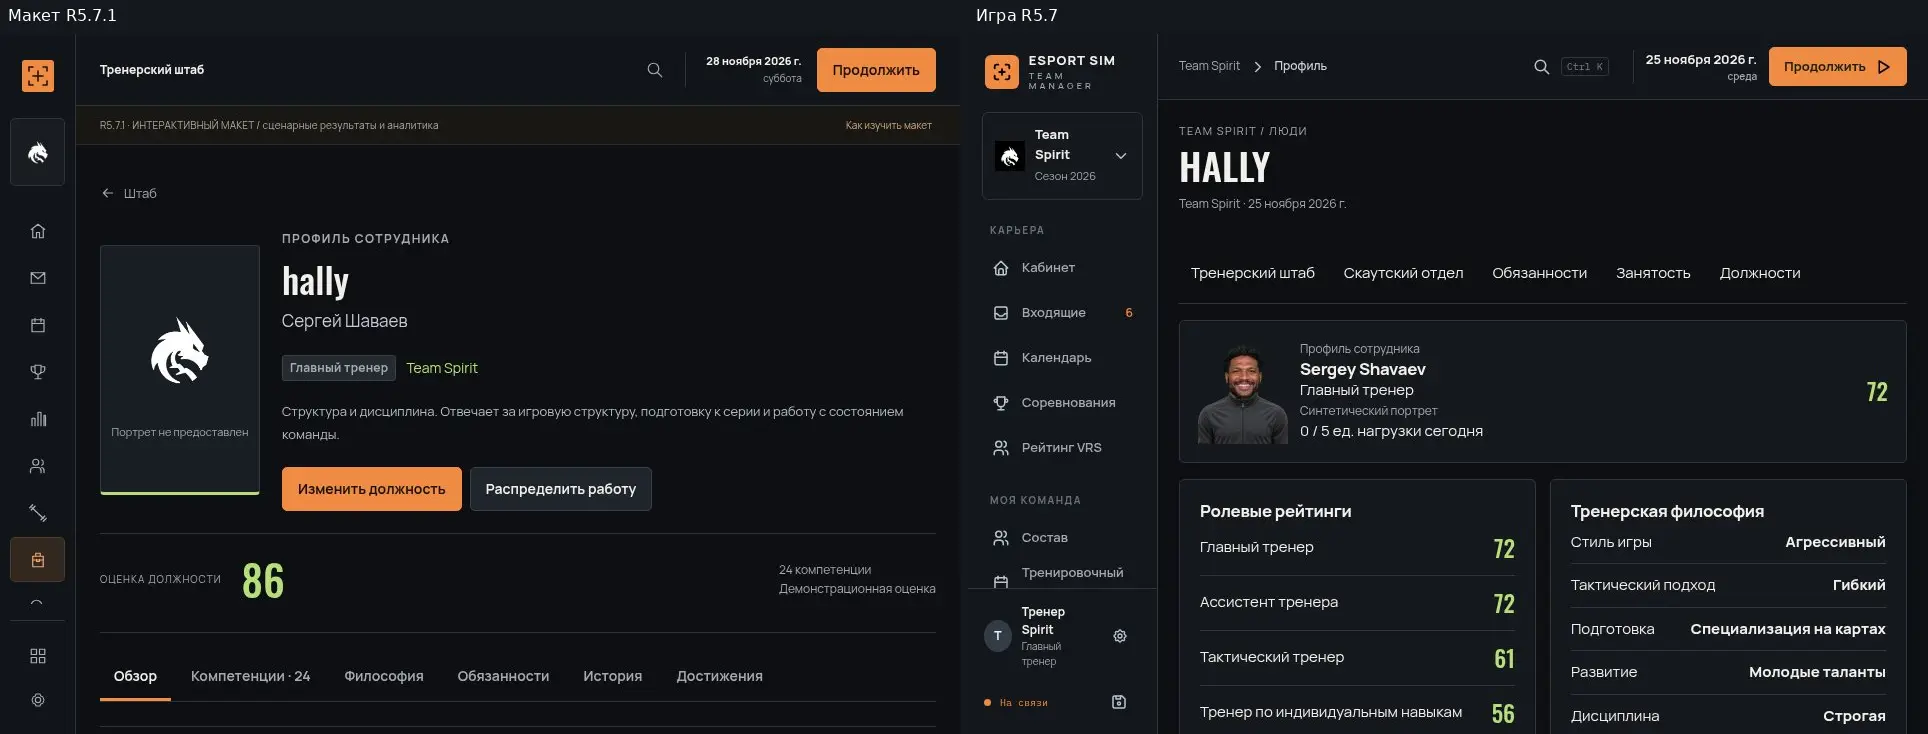 Макет R5.7.1
Тренерский штаб
28 ноября 2026 г.
суббота
Продолжить
R5.7.1 · ИНТЕРАКТИВНЫЙ МАКЕТ / сценарные результаты и аналитика
Как изучить макет
Штаб
Портрет не предоставлен
ПРОФИЛЬ СОТРУДНИКА
hally
Сергей Шаваев
Главный тренер
Team Spirit
Структура и дисциплина. Отвечает за игровую структуру, подготовку к серии и работу с состоянием
команды.
Изменить должность
Распределить работу
ОЦЕНКА ДОЛЖНОСТИ
86
24 компетенции
Демонстрационная оценка
Обзор
Компетенции · 24
Философия
Обязанности
История
Достижения
Игра R5.7
ESPORT SIM
TEAM
MANAGER
Team
Spirit
Сезон 2026
КАРЬЕРА
Кабинет
Входящие
6
Календарь
Соревнования
Рейтинг VRS
МОЯ КОМАНДА
Состав
Тренировочный
Т
Тренер
Spirit
Главный
тренер
На связи
Team Spirit
Профиль
Ctrl K
25 ноября 2026 г.
среда
Продолжить
TEAM SPIRIT / ЛЮДИ
HALLY
Team Spirit · 25 ноября 2026 г.
Тренерский штаб
Скаутский отдел
Обязанности
Занятость
Должности
Профиль сотрудника
Sergey Shavaev
Главный тренер
Синтетический портрет
0 / 5 ед. нагрузки сегодня
72
Ролевые рейтинги
Главный тренер
72
Ассистент тренера
72
Тактический тренер
61
Тренер по индивидуальным навыкам
56
Тренерская философия
Стиль игры
Агрессивный
Тактический подход
Гибкий
Подготовка
Специализация на картах
Развитие
Молодые таланты
Дисциплина
Строгая